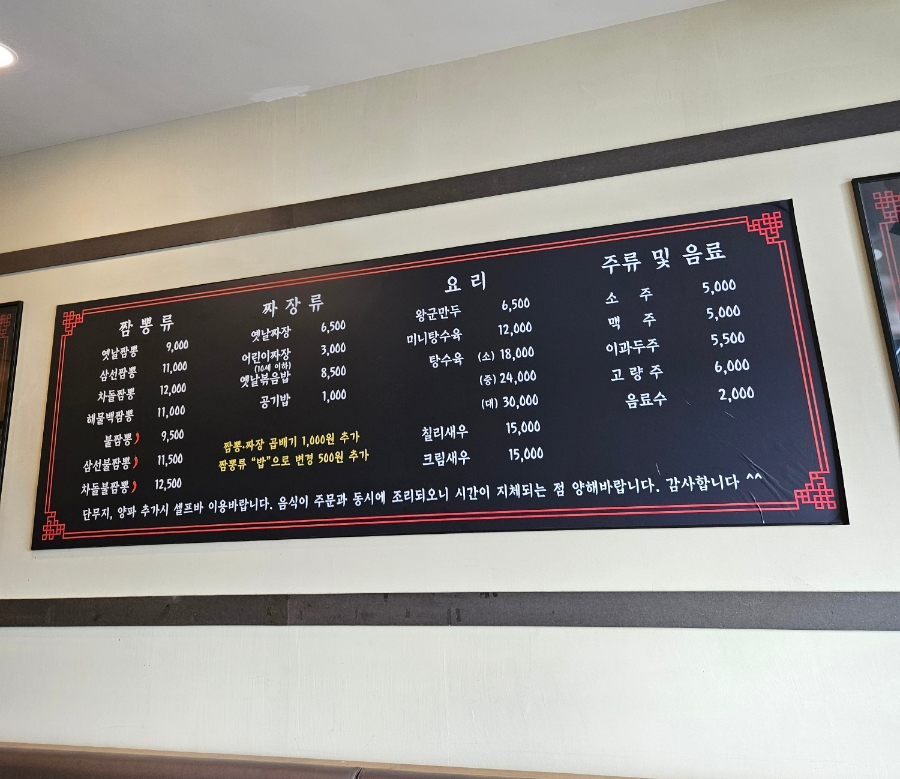 짬뽕류
옛날짬뽕 9,000
삼선짬뽕 11,000
차돌짬뽕 12,000
해물백짬뽕 11,000
불짬뽕 9,500
삼선불짬뽕 11,500
차돌불짬뽕 12,500
짜장류
옛날짜장 6,500
어린이짜장 3,000
(10세 이하)
옛날볶음밥 8,500
공기밥 1,000
짬뽕·짜장 곱배기 1,000원 추가
짬뽕류 "밥"으로 변경 500원 추가
요리
왕군만두 6,500
미니탕수육 12,000
탕수육 (소) 18,000
(중) 24,000
(대) 30,000
칠리새우 15,000
크림새우 15,000
주류 및 음료
소주 5,000
맥주 5,000
이과두주 5,500
고량주 6,000
음료수 2,000
단무지, 양파 추가시 셀프바 이용바랍니다. 음식이 주문과 동시에 조리되오니 시간이 지체되는 점 양해바랍니다. 감사합니다 ^^